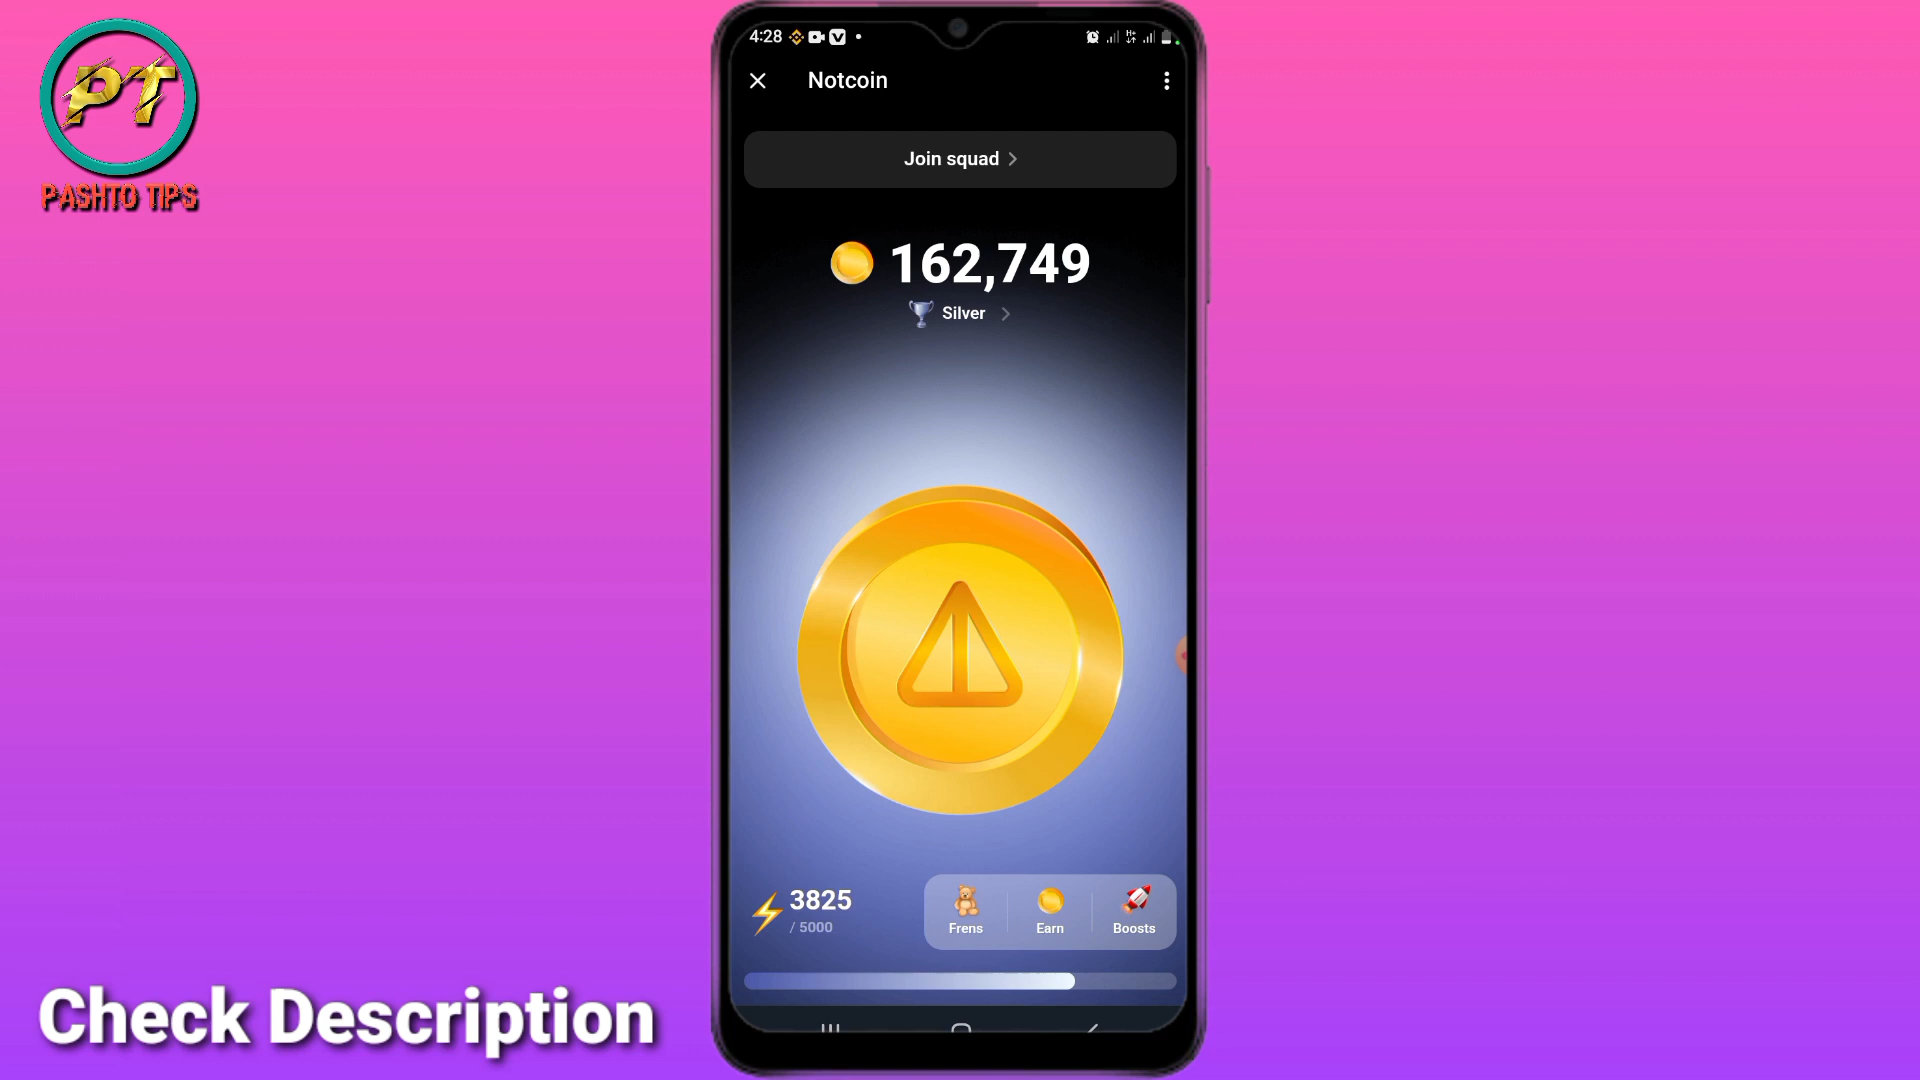 PT
PASHTO TIPS
4:28
Notcoin
Join squad
162,749
Silver
3825
/ 5000
Frens
Earn
Boosts
Check Description